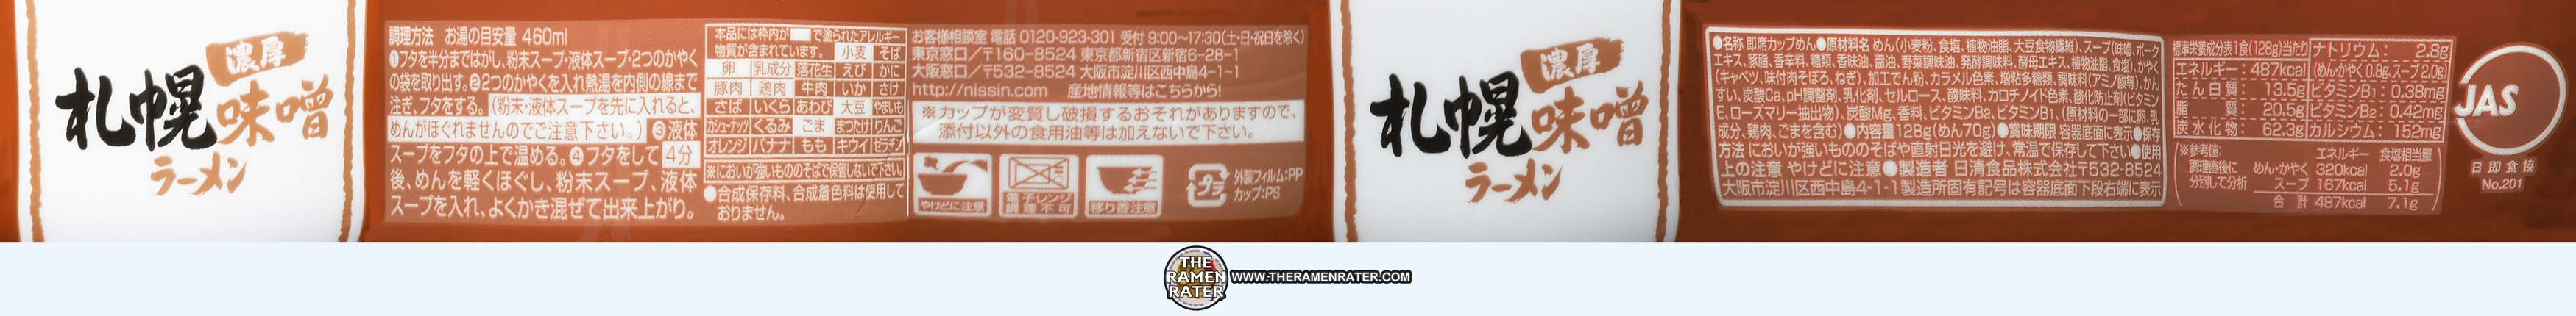 濃厚
札幌味噌
ラーメン
調理方法 お湯の目安量 460ml
❶フタを半分まではがし、粉末スープ・液体スープ・2つのかやく
の袋を取り出す。❷2つのかやくを入れ熱湯を内側の線まで
注ぎ、フタをする。(粉末・液体スープを先に入れると、
めんがほぐれませんのでご注意下さい。) ❸液体
スープをフタの上で温める。❹フタをして 4分
後、めんを軽くほぐし、粉末スープ、液体
スープを入れ、よくかき混ぜて出来上がり。
本品には枠内が で塗られたアレルギー
物質が含まれています。 小麦 そば
卵 乳成分 落花生 えび かに
豚肉 鶏肉 牛肉 いか さけ
さば いくら あわび 大豆 やまいも
カシューナッツ くるみ ごま まつたけ りんご
オレンジ バナナ もも キウイ ゼラチン
※においが強いもののそばで保管しないで下さい。
●合成保存料、合成着色料は使用して
おりません。
お客様相談室 電話 0120-923-301 受付 9:00〜17:30(土・日・祝日を除く)
東京窓口/〒160-8524 東京都新宿区新宿6-28-1
大阪窓口/〒532-8524 大阪市淀川区西中島4-1-1
http://nissin.com 産地情報等はこちらから!
※カップが変質し破損するおそれがありますので、
添付以外の食用油等は加えないで下さい。
やけどに注意
電子レンジ
調理不可
移り香注意
プラ
外装フィルム:PP
カップ:PS
濃厚
札幌味噌
ラーメン
●名称 即席カップめん●原材料名 めん(小麦粉、食塩、植物油脂、大豆食物繊維)、スープ(味噌、ポーク
エキス、豚脂、香辛料、糖類、香味油、醤油、野菜調味油、発酵調味料、酵母エキス、植物油脂、食塩)、かやく
(キャベツ、味付肉そぼろ、ねぎ)、加工でん粉、カラメル色素、増粘多糖類、調味料(アミノ酸等)、かん
すい、炭酸Ca、pH調整剤、乳化剤、セルロース、酸味料、カロチノイド色素、酸化防止剤(ビタミン
E、ローズマリー抽出物)、炭酸Mg、香料、ビタミンB2、ビタミンB1、(原材料の一部に卵、乳
成分、鶏肉、ごまを含む)●内容量128g(めん70g)●賞味期限 容器底面に表示●保存
方法 においが強いもののそばや直射日光を避け、常温で保存して下さい●使用
上の注意 やけどに注意●製造者 日清食品株式会社〒532-8524
大阪市淀川区西中島4-1-1製造所固有記号は容器底面下段右端に表示
標準栄養成分表1食(128g)当たり
エネルギー: 487kcal
たん白質: 13.5g
脂質: 20.5g
炭水化物: 62.3g
ナトリウム: 2.8g
(めん・かやく0.8g、スープ2.0g)
ビタミンB1: 0.38mg
ビタミンB2: 0.42mg
カルシウム: 152mg
※参考値:
調理直後に
分別して分析
エネルギー 食塩相当量
めん・かやく 320kcal 2.0g
スープ 167kcal 5.1g
合計 487kcal 7.1g
JAS
日即食協
No.201
THE
RAMEN
RATER
WWW.THERAMENRATER.COM